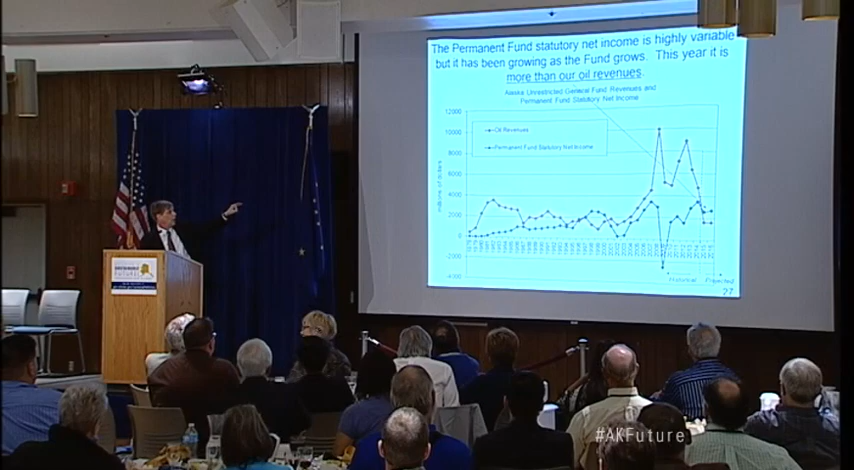 The Permanent Fund statutory net income is highly variable
but it has been growing as the Fund grows. This year it is
more than our oil revenues.
Alaska Unrestricted General Fund Revenues and
Permanent Fund Statutory Net Income
12000
10000
8000
6000
4000
2000
0
-2000
-4000
millions of dollars
Oil Revenues
Permanent Fund Statutory Net Income
Historical
Projected
27
#AKFuture